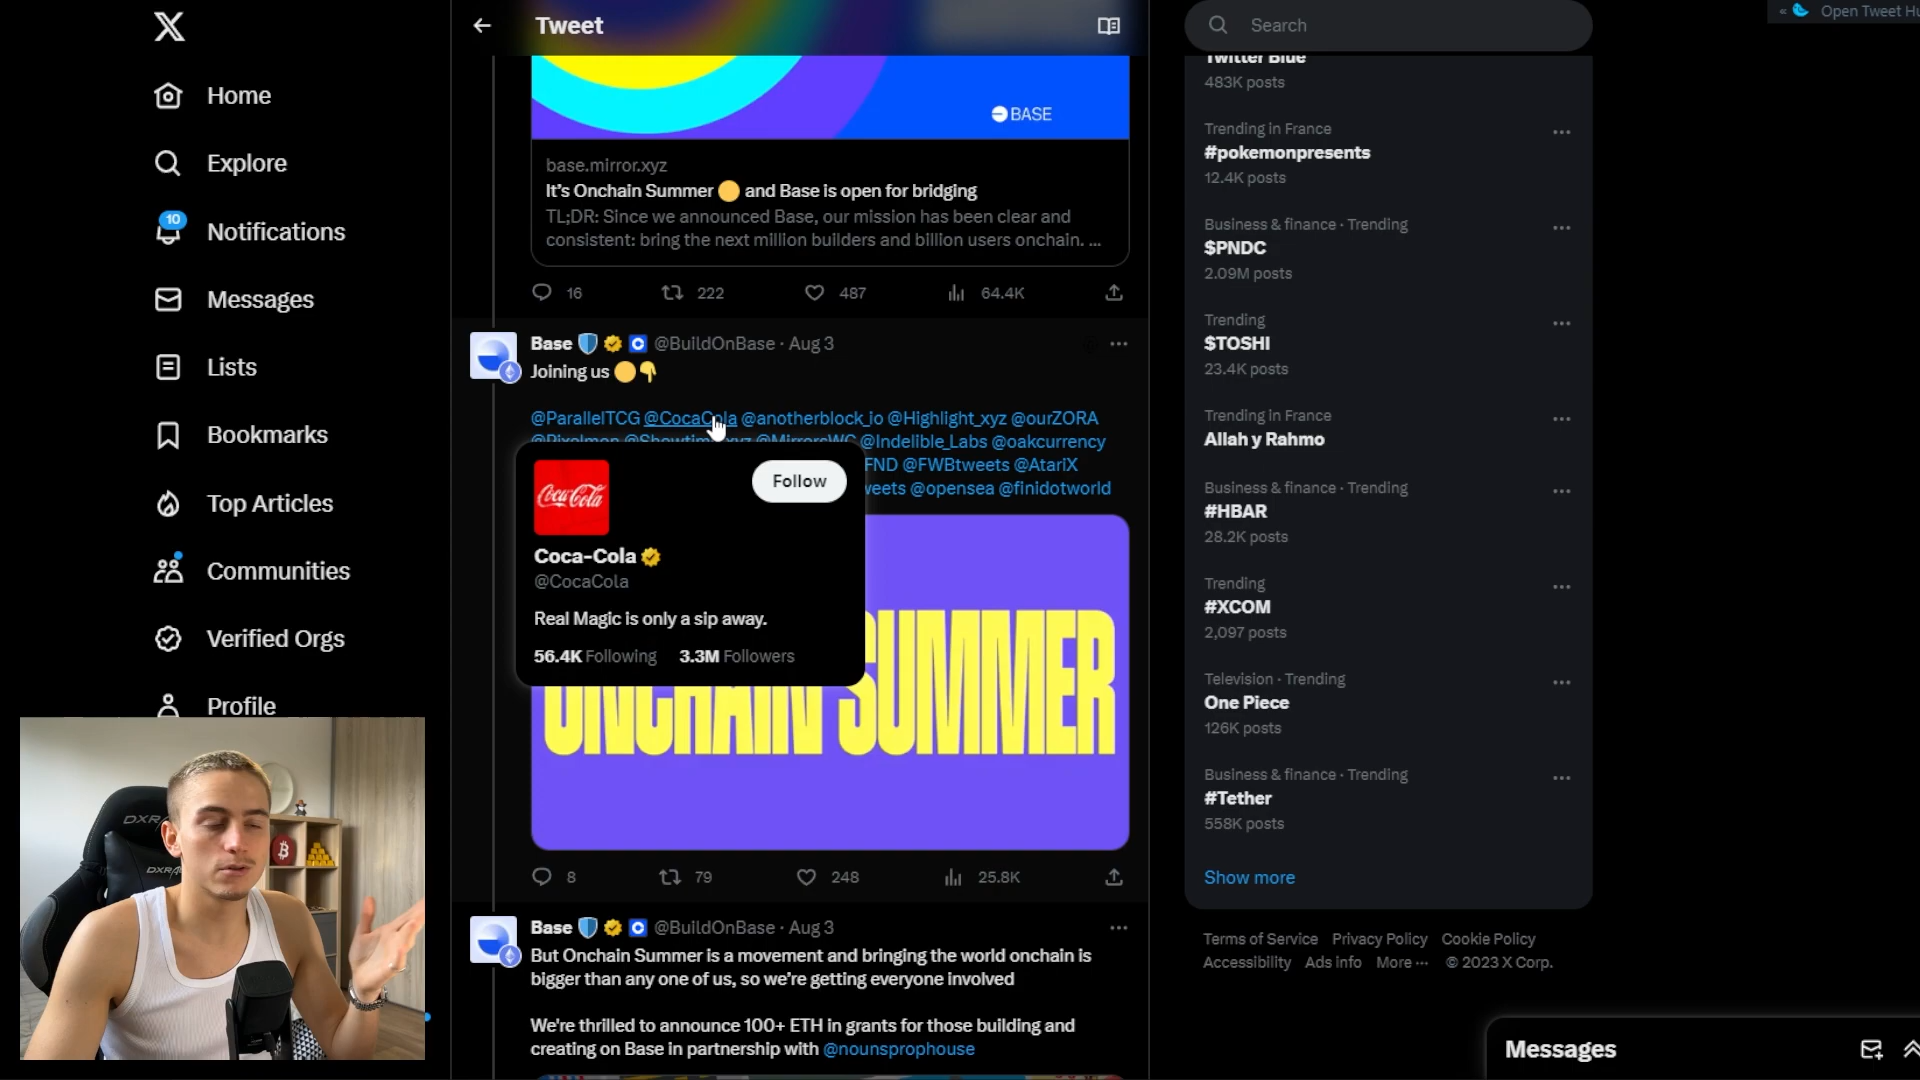 Home
Explore
10
Notifications
Messages
Lists
Bookmarks
Top Articles
Communities
Verified Orgs
Profile
Tweet
BASE
base.mirror.xyz
It's Onchain Summer 🟡 and Base is open for bridging
TL;DR: Since we announced Base, our mission has been clear and
consistent: bring the next million builders and billion users onchain. ...
16 222 487 64.4K
Base @BuildOnBase · Aug 3
Joining us 🟡👇
@ParallelTCG @CocaCola @anotherblock_io @Highlight_xyz @ourZORA
@Indelible_Labs @oakcurrency
FND @FWBtweets @AtariX
@opensea @finidotworld
Follow
Coca-Cola
@CocaCola
Real Magic is only a sip away.
56.4K Following 3.3M Followers
ONCHAIN SUMMER
8 79 248 25.8K
Base @BuildOnBase · Aug 3
But Onchain Summer is a movement and bringing the world onchain is
bigger than any one of us, so we're getting everyone involved
We're thrilled to announce 100+ ETH in grants for those building and
creating on Base in partnership with @nounsprophouse
Search
Twitter Blue
483K posts
Trending in France
#pokemonpresents
12.4K posts
Business & finance · Trending
$PNDC
2.09M posts
Trending
$TOSHI
23.4K posts
Trending in France
Allah y Rahmo
Business & finance · Trending
#HBAR
28.2K posts
Trending
#XCOM
2,097 posts
Television · Trending
One Piece
126K posts
Business & finance · Trending
#Tether
558K posts
Show more
Terms of Service Privacy Policy Cookie Policy
Accessibility Ads info More ··· © 2023 X Corp.
« Open Tweet Hu
Messages